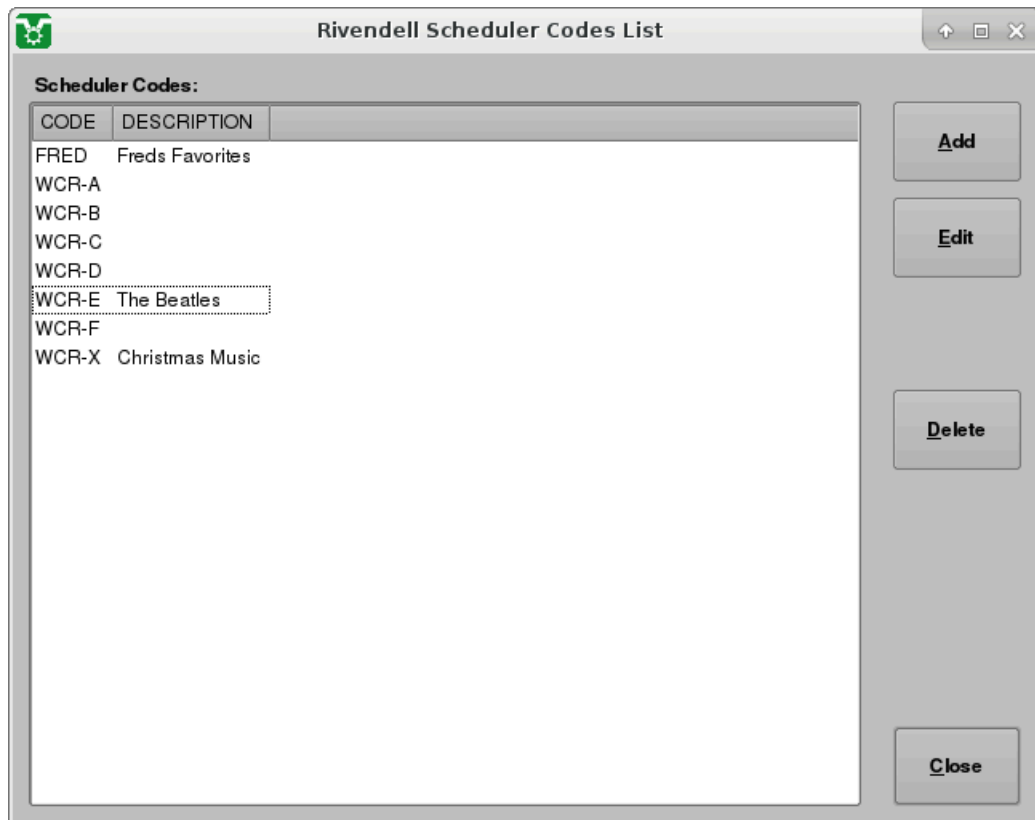 Rivendell Scheduler Codes List
Scheduler Codes:
CODE DESCRIPTION
FRED Freds Favorites
WCR-A
WCR-B
WCR-C
WCR-D
WCR-E The Beatles
WCR-F
WCR-X Christmas Music
Add
Edit
Delete
Close